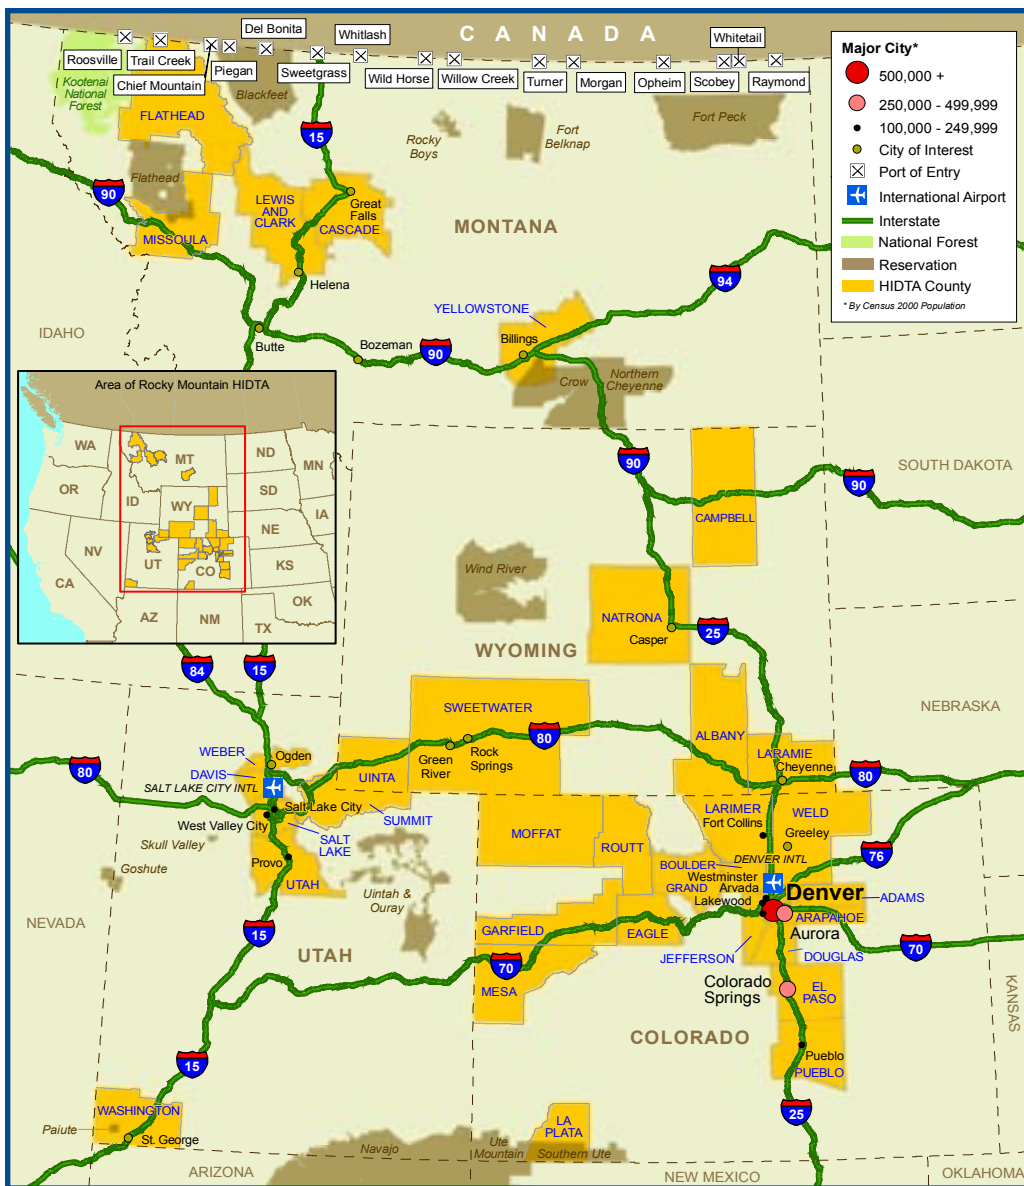 CANADA
Roosville
Trail Creek
Chief Mountain
Piegan
Del Bonita
Sweetgrass
Whitlash
Wild Horse
Willow Creek
Turner
Morgan
Opheim
Scobey
Whitetail
Raymond
Major City*
500,000 +
250,000 - 499,999
100,000 - 249,999
City of Interest
Port of Entry
International Airport
Interstate
National Forest
Reservation
HIDTA County
* By Census 2000 Population
Kootenai
National
Forest
FLATHEAD
Blackfeet
15
Rocky
Boys
Fort
Belknap
Fort Peck
Flathead
90
LEWIS
AND
CLARK
Great
Falls
CASCADE
MISSOULA
MONTANA
Helena
94
YELLOWSTONE
IDAHO
Butte
Bozeman
90
Billings
Crow
Northern
Cheyenne
Area of Rocky Mountain HIDTA
WA
MT
ND
MN
OR
ID
WY
SD
IA
NE
NV
UT
CO
KS
CA
AZ
NM
OK
TX
90
SOUTH DAKOTA
90
CAMPBELL
Wind River
NATRONA
Casper
25
WYOMING
84
15
SWEETWATER
NEBRASKA
80
ALBANY
WEBER
Ogden
Green
River
Rock
Springs
LARAMIE
Cheyenne
80
DAVIS
UINTA
80
SALT LAKE CITY INTL
Salt Lake City
West Valley City
SUMMIT
SALT
LAKE
Skull Valley
Goshute
Provo
UTAH
Uintah &
Ouray
MOFFAT
ROUTT
LARIMER
Fort Collins
WELD
Greeley
BOULDER
DENVER INTL
76
Westminster
GRAND
Arvada
Lakewood
Denver
ADAMS
ARAPAHOE
Aurora
NEVADA
15
UTAH
GARFIELD
EAGLE
JEFFERSON
DOUGLAS
70
70
MESA
Colorado
Springs
EL
PASO
KANSAS
COLORADO
Pueblo
PUEBLO
15
WASHINGTON
Paiute
St. George
LA
PLATA
25
Navajo
Ute
Mountain
Southern Ute
ARIZONA
NEW MEXICO
OKLAHOMA